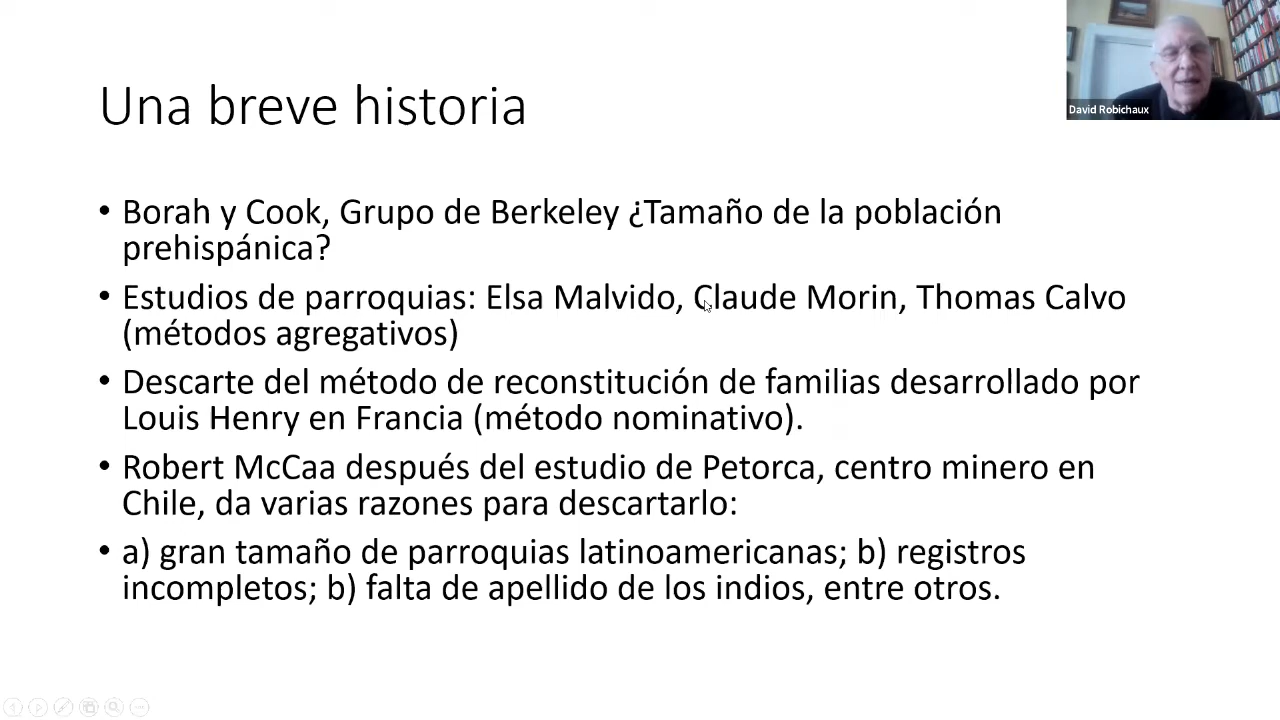 Una breve historia
David Robichaux
• Borah y Cook, Grupo de Berkeley ¿Tamaño de la población
prehispánica?
• Estudios de parroquias: Elsa Malvido, Claude Morin, Thomas Calvo
(métodos agregativos)
• Descarte del método de reconstitución de familias desarrollado por
Louis Henry en Francia (método nominativo).
• Robert McCaa después del estudio de Petorca, centro minero en
Chile, da varias razones para descartarlo:
• a) gran tamaño de parroquias latinoamericanas; b) registros
incompletos; b) falta de apellido de los indios, entre otros.